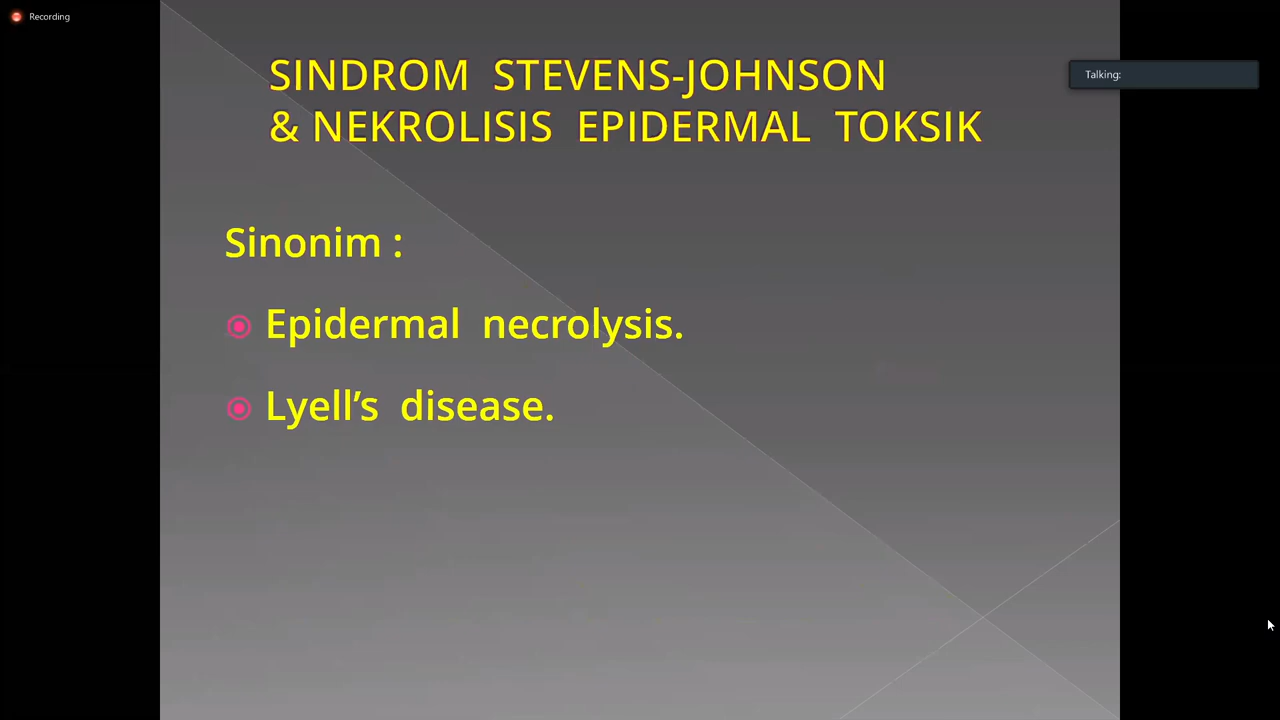 Recording
Talking:
SINDROM STEVENS-JOHNSON
& NEKROLISIS EPIDERMAL TOKSIK
Sinonim :
Epidermal necrolysis.
Lyell’s disease.